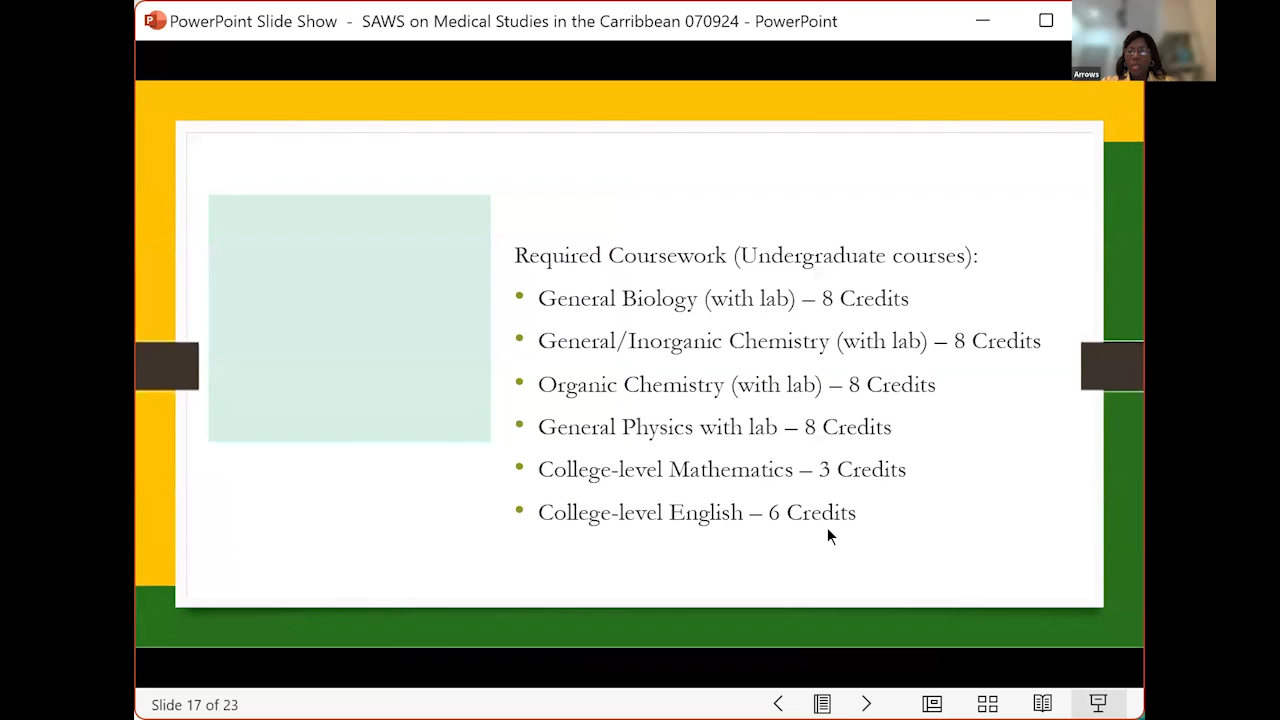 PowerPoint Slide Show - SAWS on Medical Studies in the Carribbean 070924 - PowerPoint
Arrows
Required Coursework (Undergraduate courses):
• General Biology (with lab) – 8 Credits
• General/Inorganic Chemistry (with lab) – 8 Credits
• Organic Chemistry (with lab) – 8 Credits
• General Physics with lab – 8 Credits
• College-level Mathematics – 3 Credits
• College-level English – 6 Credits
Slide 17 of 23